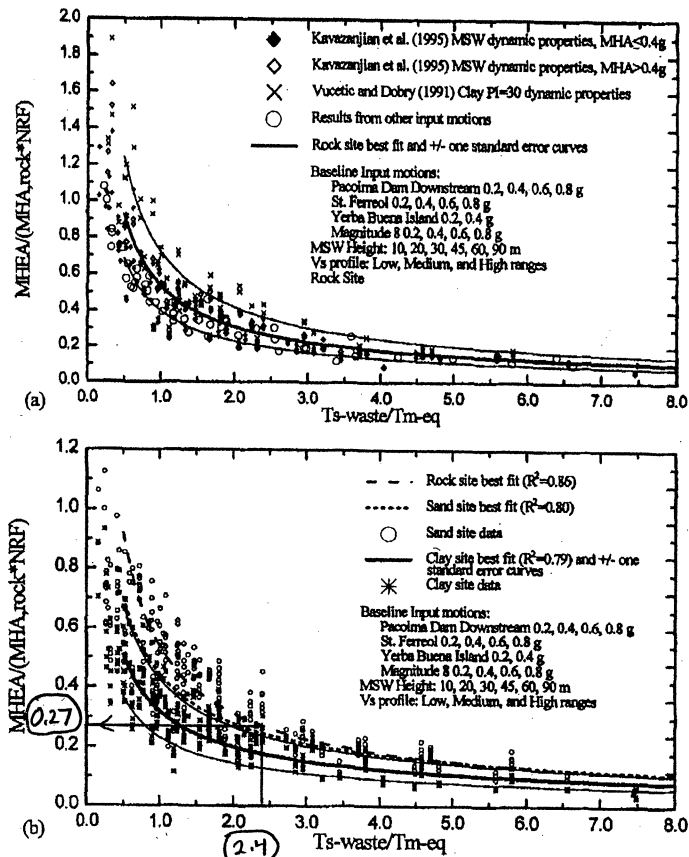 2.0
1.8
1.6
1.4
1.2
1.0
0.8
0.6
0.4
0.2
0.0
MHEA/(MHA,rock*NRF)
Kavazanjian et al. (1995) MSW dynamic properties, MHA≤0.4g
Kavazanjian et al. (1995) MSW dynamic properties, MHA>0.4g
Vucetic and Dobry (1991) Clay PI=30 dynamic properties
Results from other input motions
Rock site best fit and +/- one standard error curves
Baseline Input motions:
Pacoima Dam Downstream 0.2, 0.4, 0.6, 0.8 g
St. Ferreol 0.2, 0.4, 0.6, 0.8 g
Yerba Buena Island 0.2, 0.4 g
Magnitude 8 0.2, 0.4, 0.6, 0.8 g
MSW Height: 10, 20, 30, 45, 60, 90 m
Vs profile: Low, Medium, and High ranges
Rock Site
(a)
0.0 1.0 2.0 3.0 4.0 5.0 6.0 7.0 8.0
Ts-waste/Tm-eq
1.2
1.0
0.8
0.6
0.4
0.2
0.0
MHEA/(MHA,rock*NRF)
0.27
Rock site best fit (R²=0.86)
Sand site best fit (R²=0.80)
Sand site data
Clay site best fit (R²=0.79) and +/- one
standard error curves
Clay site data
Baseline Input motions:
Pacoima Dam Downstream 0.2, 0.4, 0.6, 0.8 g
St. Ferreol 0.2, 0.4, 0.6, 0.8 g
Yerba Buena Island 0.2, 0.4 g
Magnitude 8 0.2, 0.4, 0.6, 0.8 g
MSW Height: 10, 20, 30, 45, 60, 90 m
Vs profile: Low, Medium, and High ranges
(b)
0.0 1.0 2.0 3.0 4.0 5.0 6.0 7.0 8.0
2.4
Ts-waste/Tm-eq